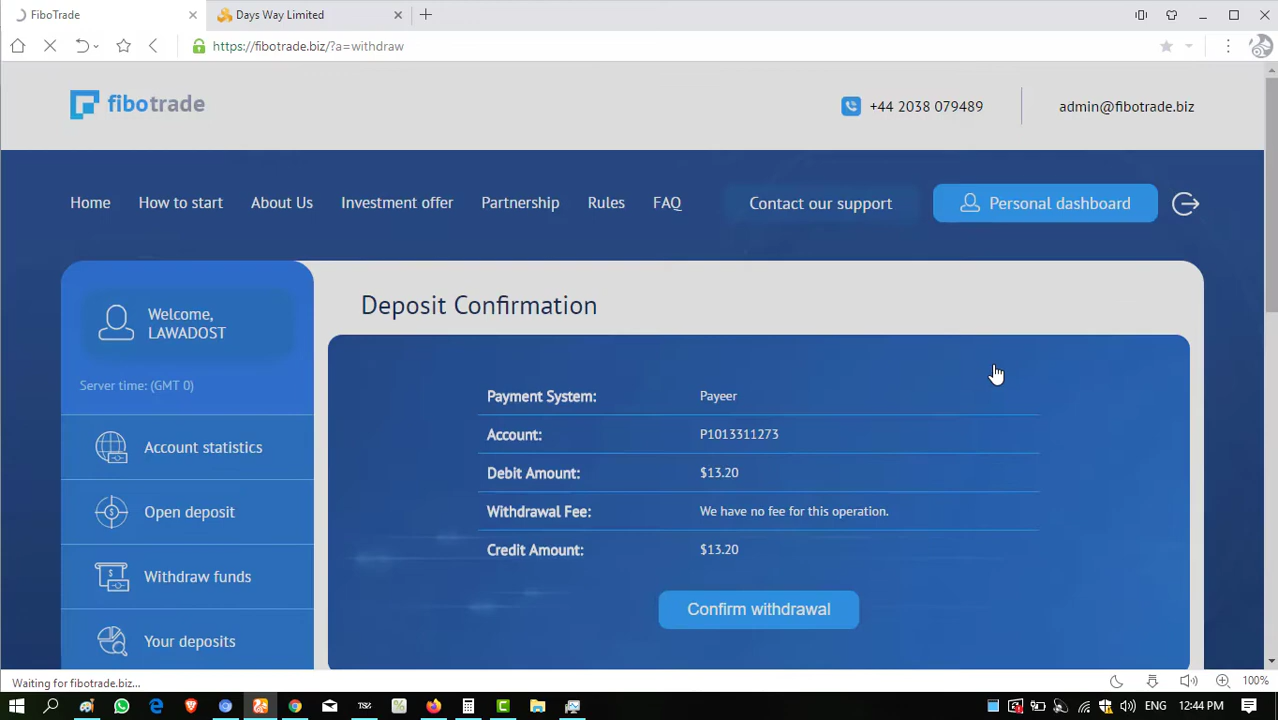 FiboTrade
Days Way Limited
https://fibotrade.biz/?a=withdraw
fibotrade
+44 2038 079489
admin@fibotrade.biz
Home
How to start
About Us
Investment offer
Partnership
Rules
FAQ
Contact our support
Personal dashboard
Welcome,
LAWADOST
Server time: (GMT 0)
Account statistics
Open deposit
Withdraw funds
Your deposits
Deposit Confirmation
Payment System: Payeer
Account: P1013311273
Debit Amount: $13.20
Withdrawal Fee: We have no fee for this operation.
Credit Amount: $13.20
Confirm withdrawal
Waiting for fibotrade.biz...
100%
ENG
12:44 PM